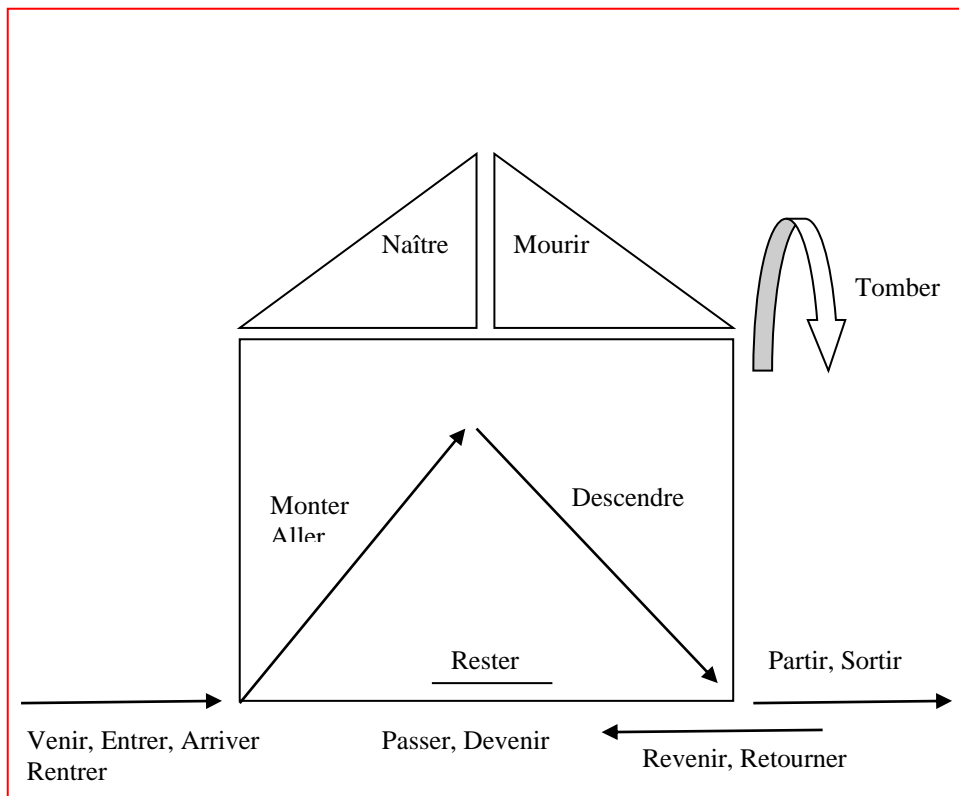 Naître
Mourir
Tomber
Monter
Aller
Descendre
Rester
Partir, Sortir
Venir, Entrer, Arriver
Rentrer
Passer, Devenir
Revenir, Retourner